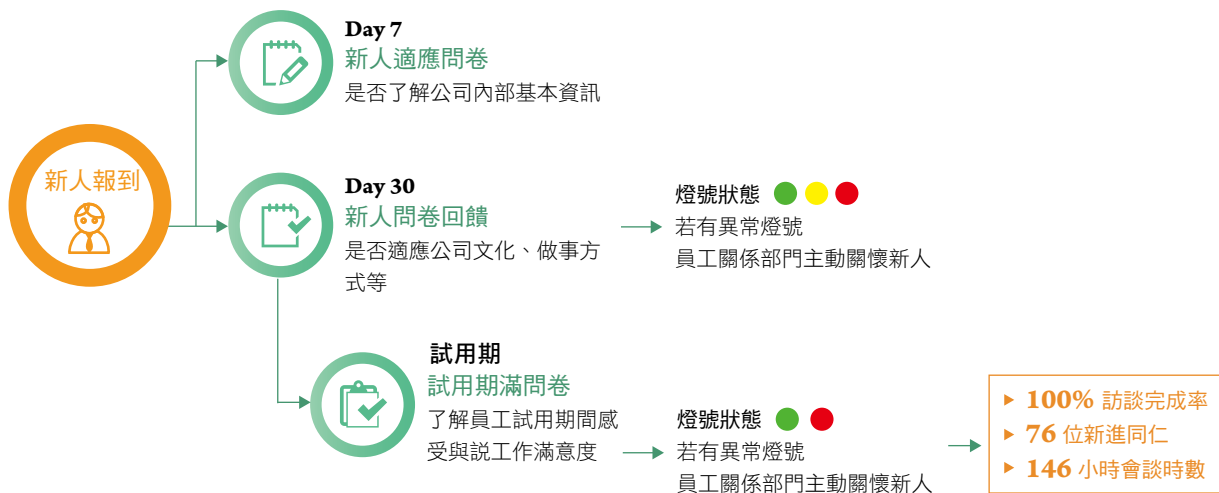 新人報到
Day 7
新人適應問卷
是否了解公司內部基本資訊
Day 30
新人問卷回饋
是否適應公司文化、做事方
式等
燈號狀態
若有異常燈號
員工關係部門主動關懷新人
試用期
試用期滿問卷
了解員工試用期間感
受與説工作滿意度
燈號狀態
若有異常燈號
員工關係部門主動關懷新人
100% 訪談完成率
76 位新進同仁
146 小時會談時數